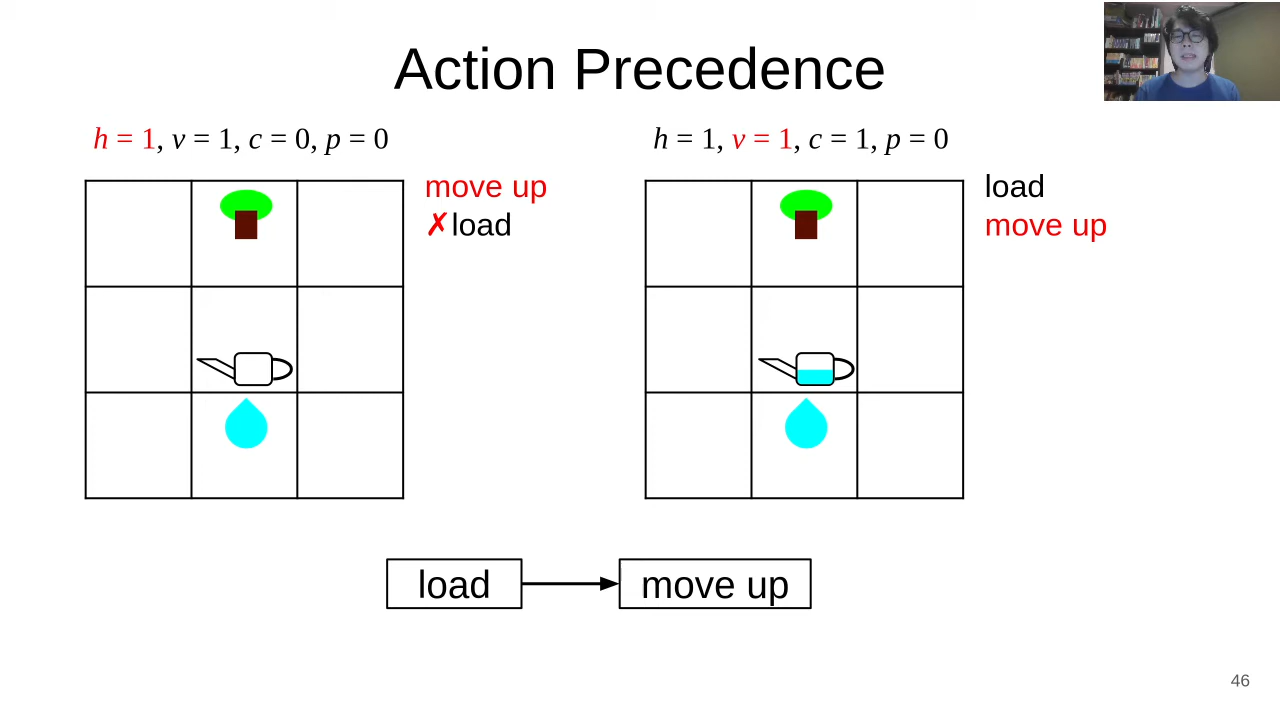 Action Precedence
h = 1, v = 1, c = 0, p = 0
move up
✗load
h = 1, v = 1, c = 1, p = 0
load
move up
load
move up
46